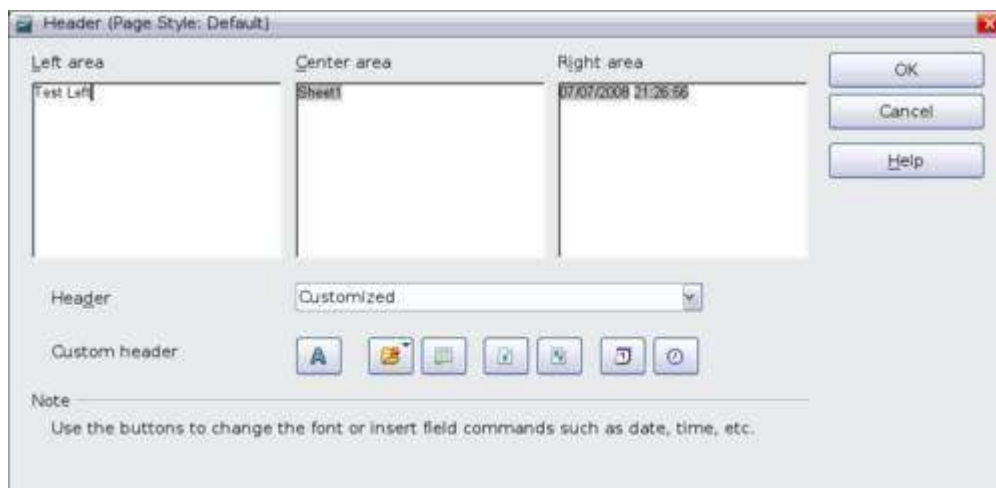 Header (Page Style: Default)
Left area
Center area
Right area
Test Left
Sheet1
07/07/2008 21:26:56
OK
Cancel
Help
Header
Customized
Custom header
Note
Use the buttons to change the font or insert field commands such as date, time, etc.